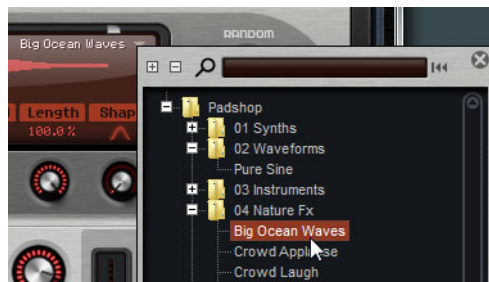 Big Ocean Waves
RANDOM
Length
Shap
100.0 %
Padshop
01 Synths
02 Waveforms
Pure Sine
03 Instruments
04 Nature Fx
Big Ocean Waves
Crowd Applause
Crowd Laugh